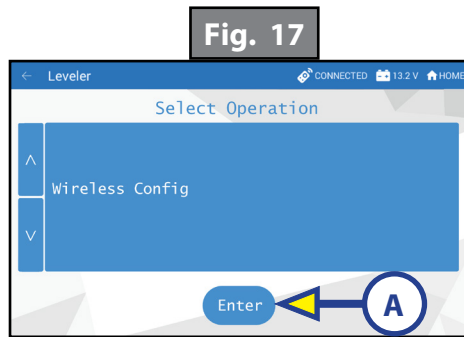 Fig. 17
← Leveler CONNECTED 13.2 V HOME
Select Operation
Wireless Config
Enter
A